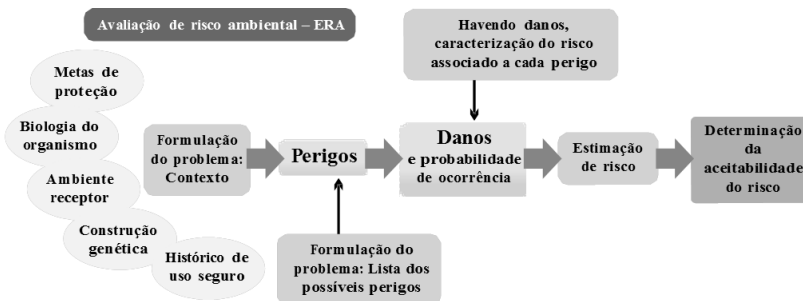 Avaliação de risco ambiental – ERA
Havendo danos,
caracterização do risco
associado a cada perigo
Metas de
proteção
Biologia do
organismo
Ambiente
receptor
Construção
genética
Histórico de
uso seguro
Formulação
do problema:
Contexto
Perigos
Danos
e probabilidade
de ocorrência
Estimação
de risco
Determinação
da
aceitabilidade
do risco
Formulação do
problema: Lista dos
possíveis perigos